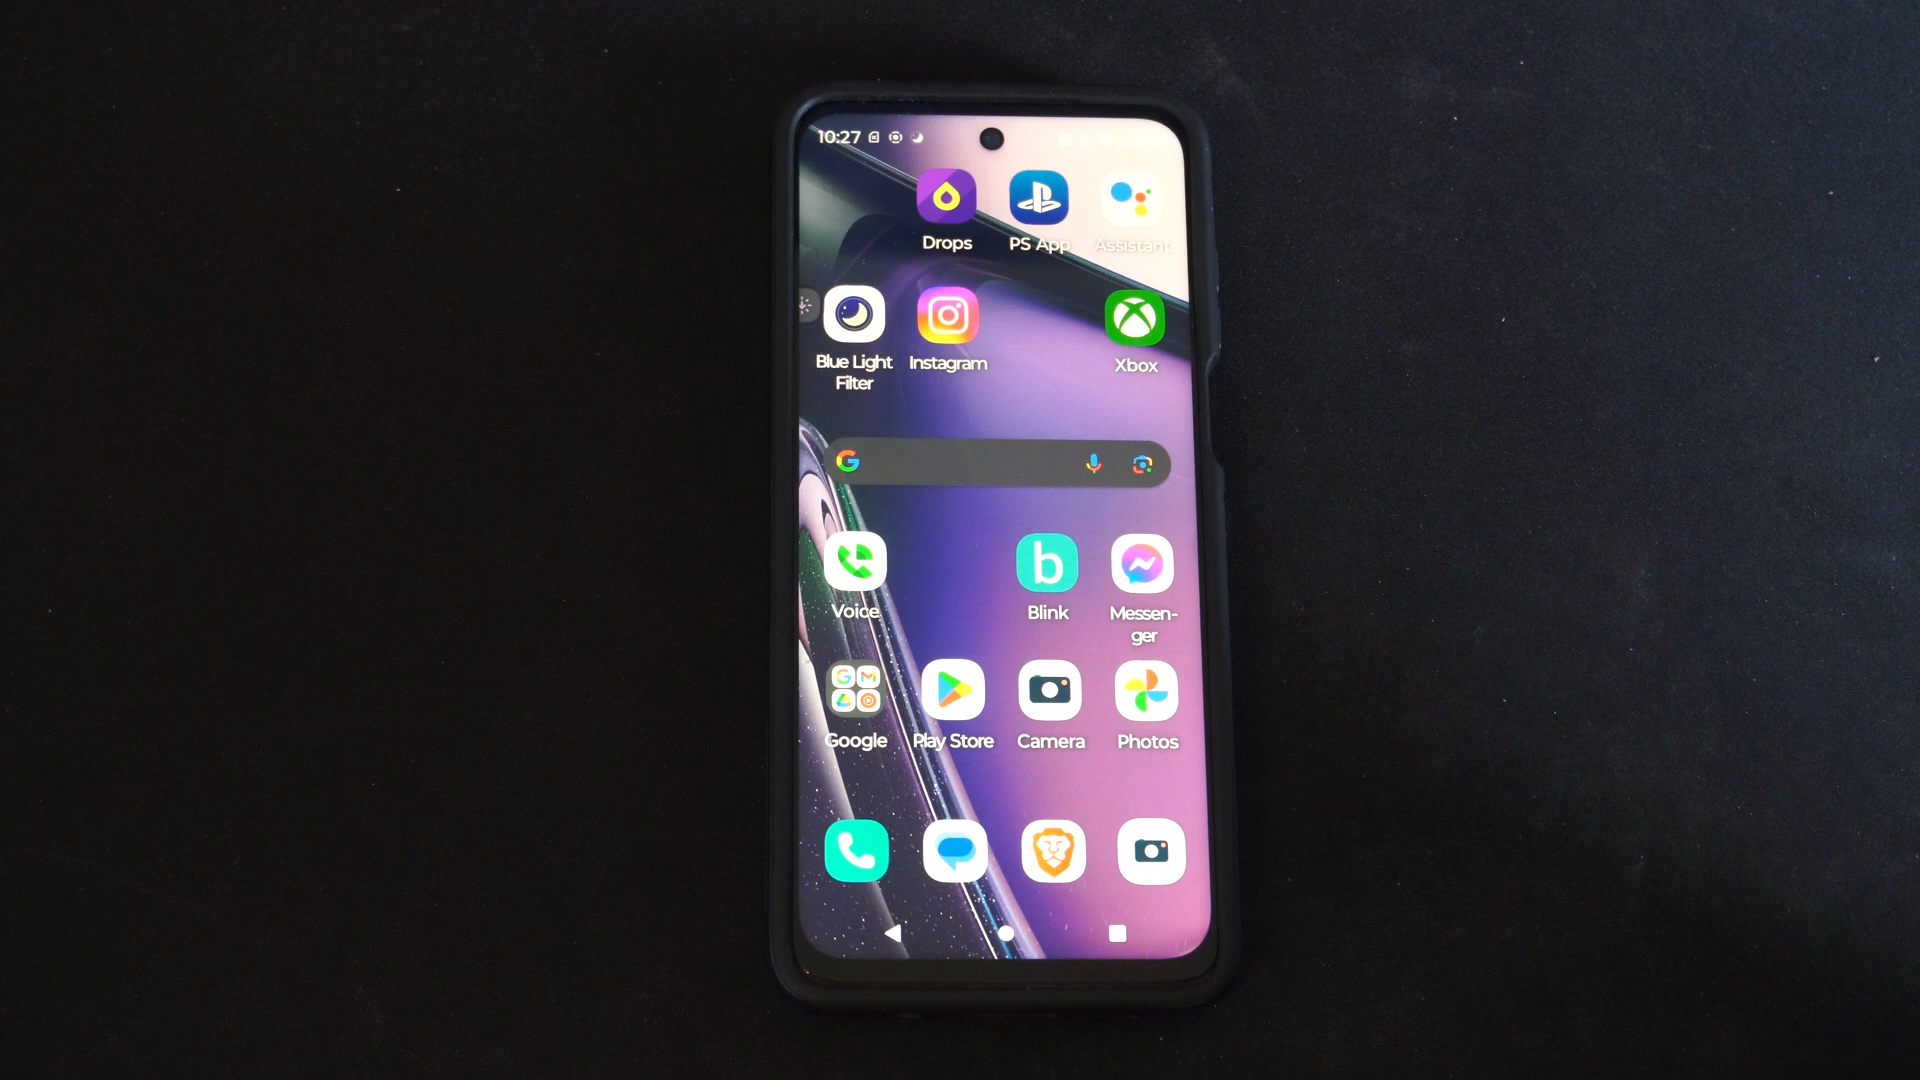 10:27
Drops PS App Assistant
Blue Light Instagram Xbox
Filter
G
Voice b Blink Messen-
ger
Google Play Store Camera Photos